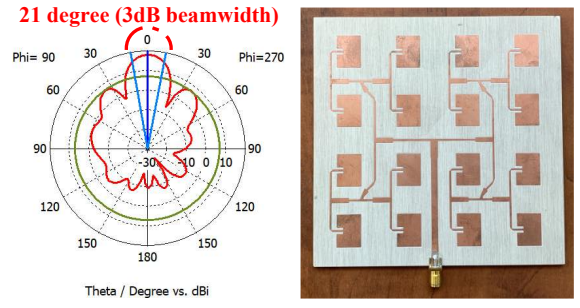 21 degree (3dB beamwidth)
Phi= 90 30 0 30 Phi=270
60 60
90 -30 -10 0 10 90
120 120
150 180 150
Theta / Degree vs. dBi